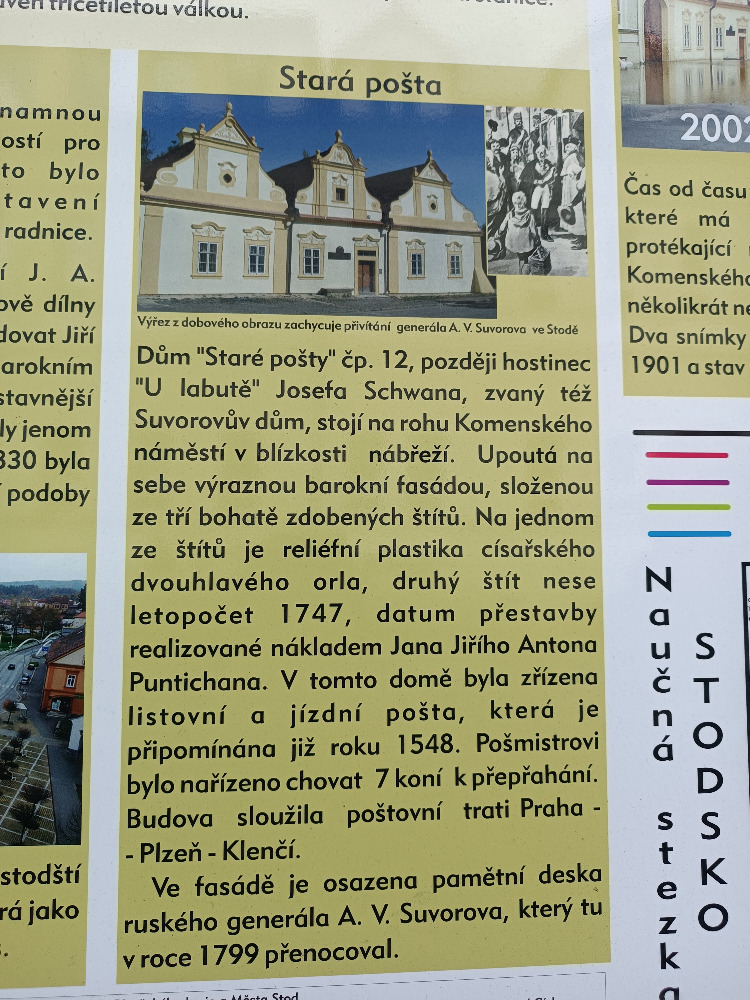 třicetiletou válkou.
Stará pošta
Výřez z dobového obrazu zachycuje přivítání generála A. V. Suvorova ve Stodě
Dům "Staré pošty" čp. 12, později hostinec
"U labutě" Josefa Schwana, zvaný též
Suvorovův dům, stojí na rohu Komenského
náměstí v blízkosti nábřeží. Upoutá na
sebe výraznou barokní fasádou, složenou
ze tří bohatě zdobených štítů. Na jednom
ze štítů je reliéfní plastika císařského
dvouhlavého orla, druhý štít nese
letopočet 1747, datum přestavby
realizované nákladem Jana Jiřího Antona
Puntichana. V tomto domě byla zřízena
listovní a jízdní pošta, která je
připomínána již roku 1548. Pošmistrovi
bylo nařízeno chovat 7 koní k přepřahání.
Budova sloužila poštovní trati Praha -
- Plzeň - Klenčí.
Ve fasádě je osazena pamětní deska
ruského generála A. V. Suvorova, který tu
v roce 1799 přenocoval.
namnou
ostí pro
to bylo
tavení
radnice.
í J. A.
ově dílny
dovat Jiří
arokním
stavnější
ly jenom
830 byla
podoby
stodští
rá jako
2002
Čas od času
které má
protékající
Komenského
několikrát ne
Dva snímky
1901 a stav
Naučná stezka
STODSKO
Města Stod